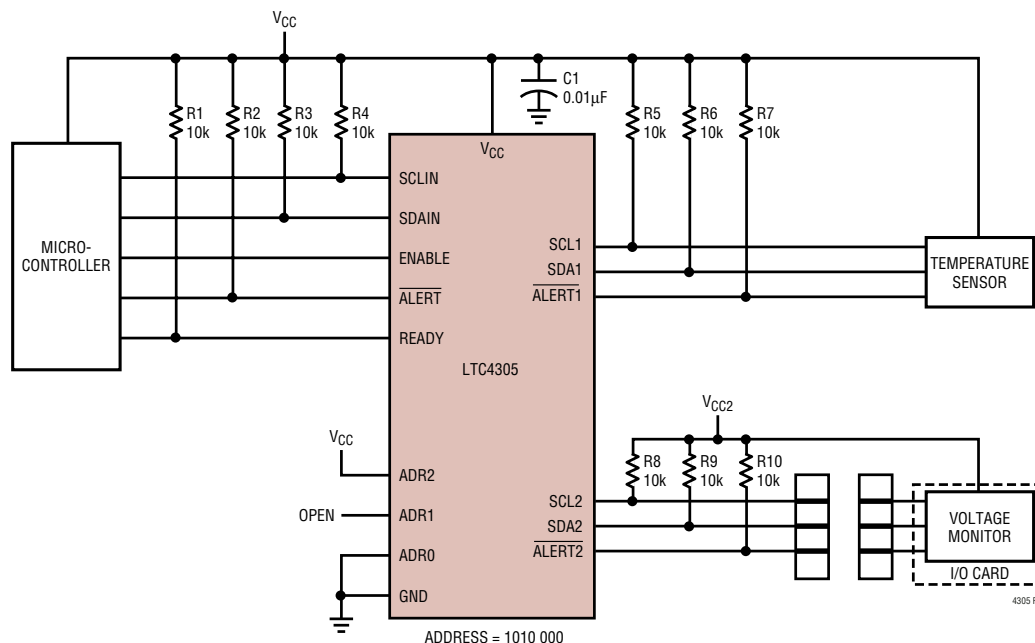 VCC
R1
10k
R2
10k
R3
10k
R4
10k
C1
0.01µF
R5
10k
R6
10k
R7
10k
MICRO-
CONTROLLER
VCC
SCLIN
SDAIN
ENABLE
ALERT
READY
LTC4305
SCL1
SDA1
ALERT1
TEMPERATURE
SENSOR
VCC
ADR2
OPEN
ADR1
ADR0
GND
VCC2
R8
10k
R9
10k
R10
10k
SCL2
SDA2
ALERT2
VOLTAGE
MONITOR
I/O CARD
4305 F
ADDRESS = 1010 000